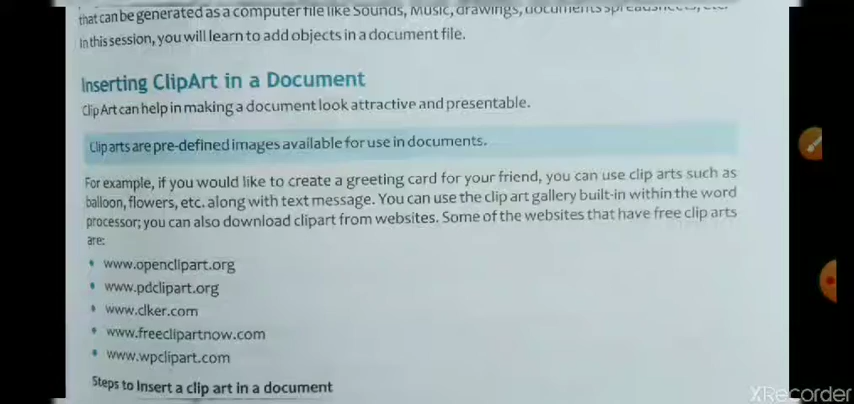 that can be generated as a computer file like Sounds, Music, drawings, documents spreadsheets, etc.
In this session, you will learn to add objects in a document file.
Inserting ClipArt in a Document
Clip Art can help in making a document look attractive and presentable.
Clip arts are pre-defined images available for use in documents.
For example, if you would like to create a greeting card for your friend, you can use clip arts such as
balloon, flowers, etc. along with text message. You can use the clip art gallery built-in within the word
processor; you can also download clipart from websites. Some of the websites that have free clip arts
are:
• www.openclipart.org
• www.pdclipart.org
• www.clker.com
• www.freeclipartnow.com
• www.wpclipart.com
Steps to Insert a clip art in a document
XRecorder